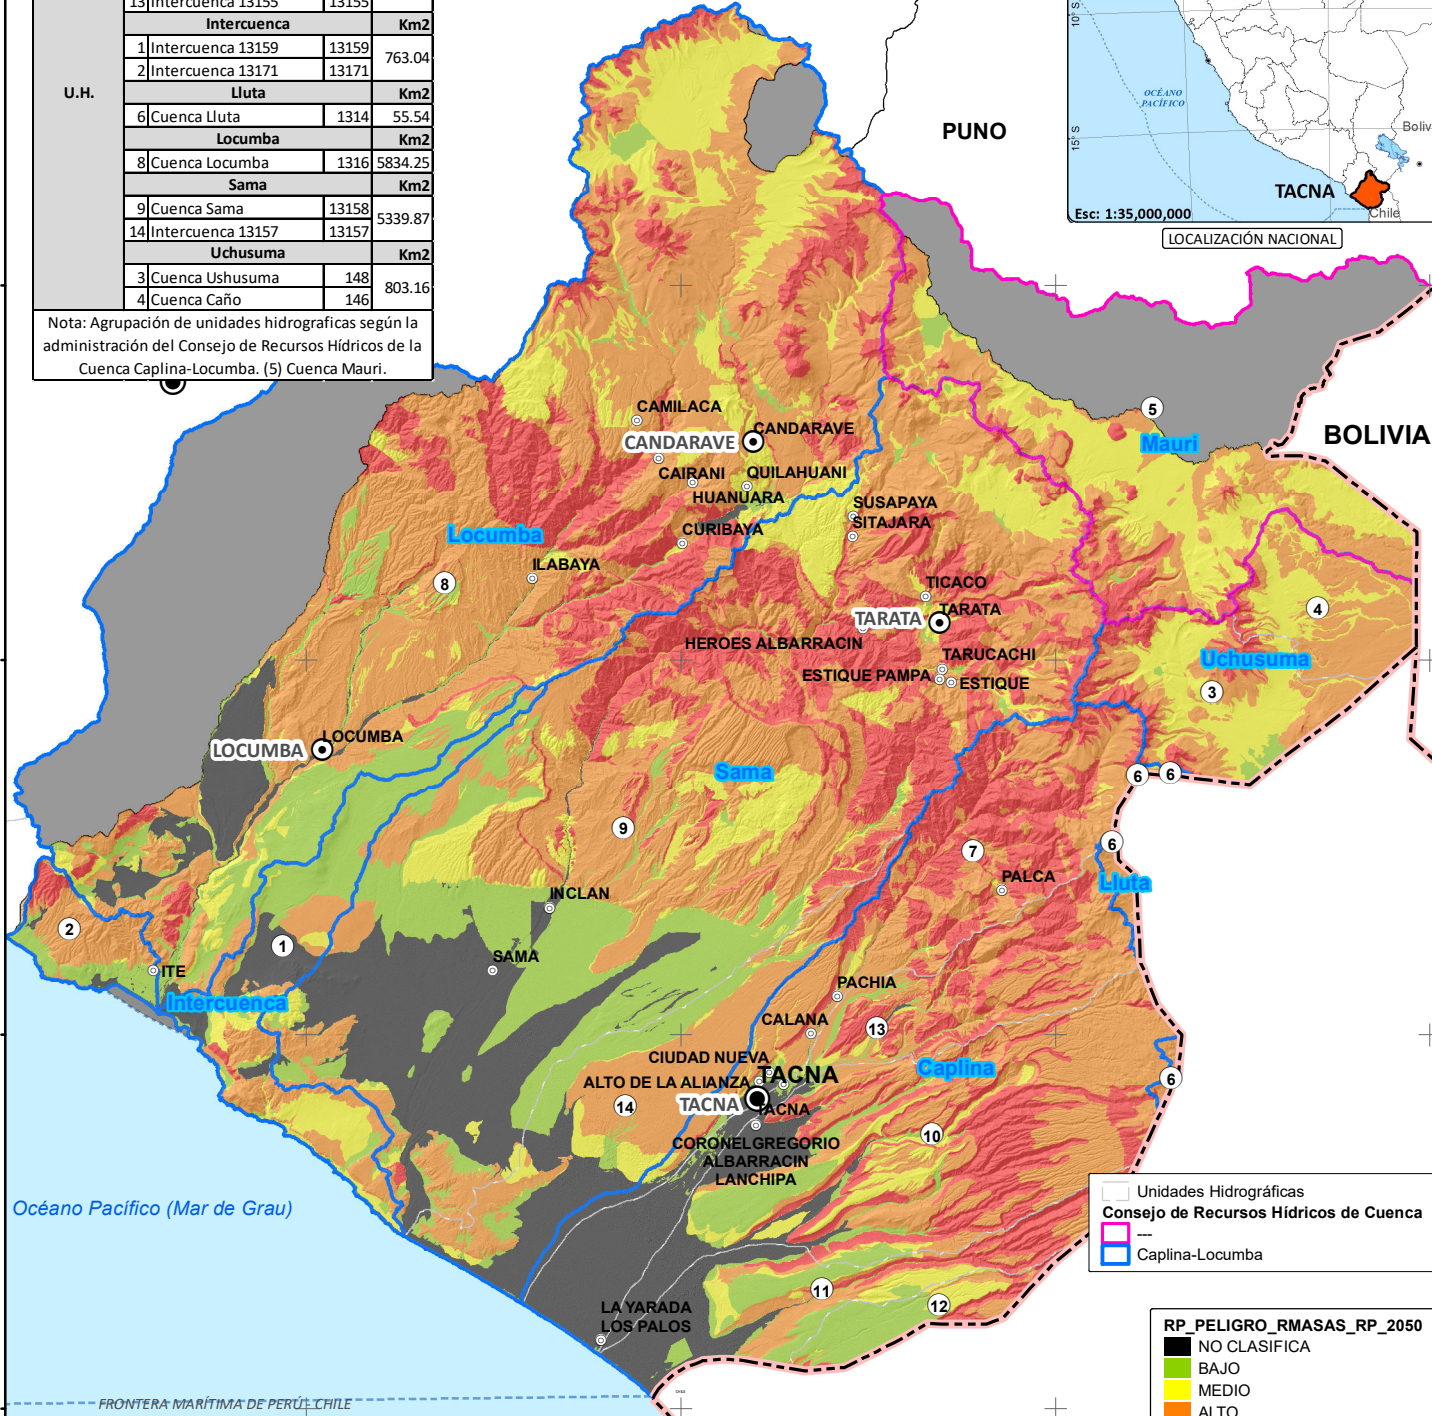 13 Intercuenca 13155 13155
Intercuenca Km2
1 Intercuenca 13159 13159 763.04
2 Intercuenca 13171 13171
U.H.
Lluta Km2
6 Cuenca Lluta 1314 55.54
Locumba Km2
8 Cuenca Locumba 1316 5834.25
Sama Km2
9 Cuenca Sama 13158 5339.87
14 Intercuenca 13157 13157
Uchusuma Km2
3 Cuenca Ushusuma 148 803.16
4 Cuenca Caño 146
Nota: Agrupación de unidades hidrograficas según la
administración del Consejo de Recursos Hídricos de la
Cuenca Caplina-Locumba. (5) Cuenca Mauri.
10° S
15° S
OCÉANO
PACÍFICO
Boliv
TACNA
Chile
Esc: 1:35,000,000
LOCALIZACIÓN NACIONAL
PUNO
BOLIVIA
5
Mauri
CAMILACA
CANDARAVE
CANDARAVE
CAIRANI
QUILAHUANI
HUANUARA
SUSAPAYA
SITAJARA
CURIBAYA
Locumba
ILABAYA
8
TICACO
TARATA
TARATA
HEROES ALBARRACIN
TARUCACHI
ESTIQUE PAMPA
ESTIQUE
4
Uchusuma
3
LOCUMBA
LOCUMBA
Sama
6
6
9
7
6
PALCA
Lluta
INCLAN
2
1
SAMA
ITE
Intercuenca
PACHIA
CALANA
13
CIUDAD NUEVA
ALTO DE LA ALIANZA
TACNA
Caplina
6
14
TACNA
TACNA
10
CORONEL GREGORIO
ALBARRACIN
LANCHIPA
Océano Pacífico (Mar de Grau)
11
12
LA YARADA
LOS PALOS
FRONTERA MARÍTIMA DE PERÚ - CHILE
Unidades Hidrográficas
Consejo de Recursos Hídricos de Cuenca
---
Caplina-Locumba
RP_PELIGRO_RMASAS_RP_2050
NO CLASIFICA
BAJO
MEDIO
ALTO